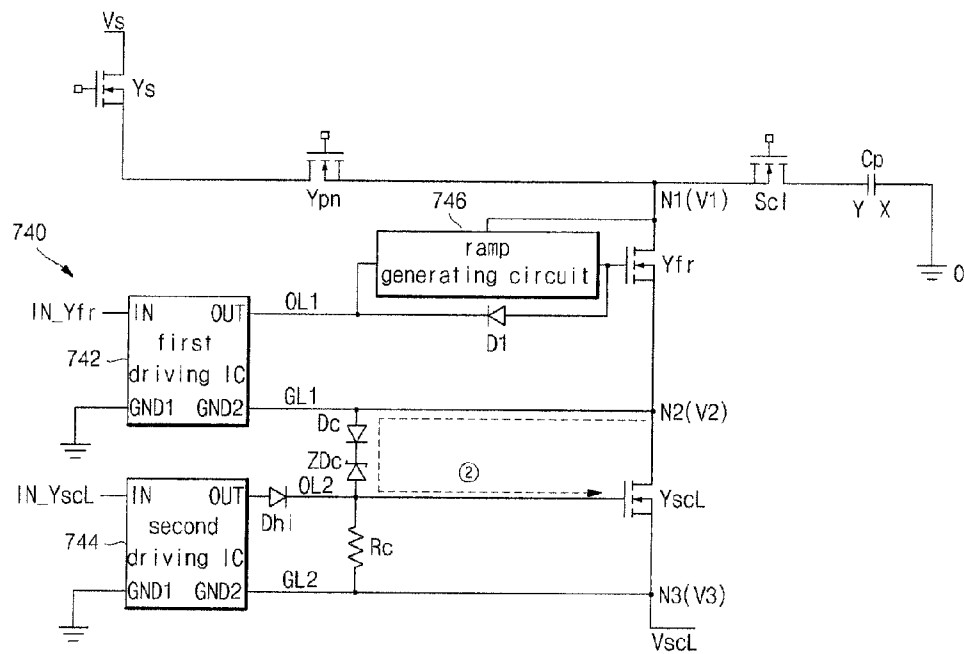 Vs
Ys
Cp
Ypn
746
N1(V1)
Scl
Y X
740
ramp
generating circuit
Yfr
0
OL1
IN_Yfr
IN OUT
D1
742
first
driving IC
GL1
N2(V2)
GND1 GND2
Dc
ZDc
②
IN_YscL
IN OUT
OL2
YscL
Dhi
744
second
driving IC
Rc
GL2
GND1 GND2
N3(V3)
VscL